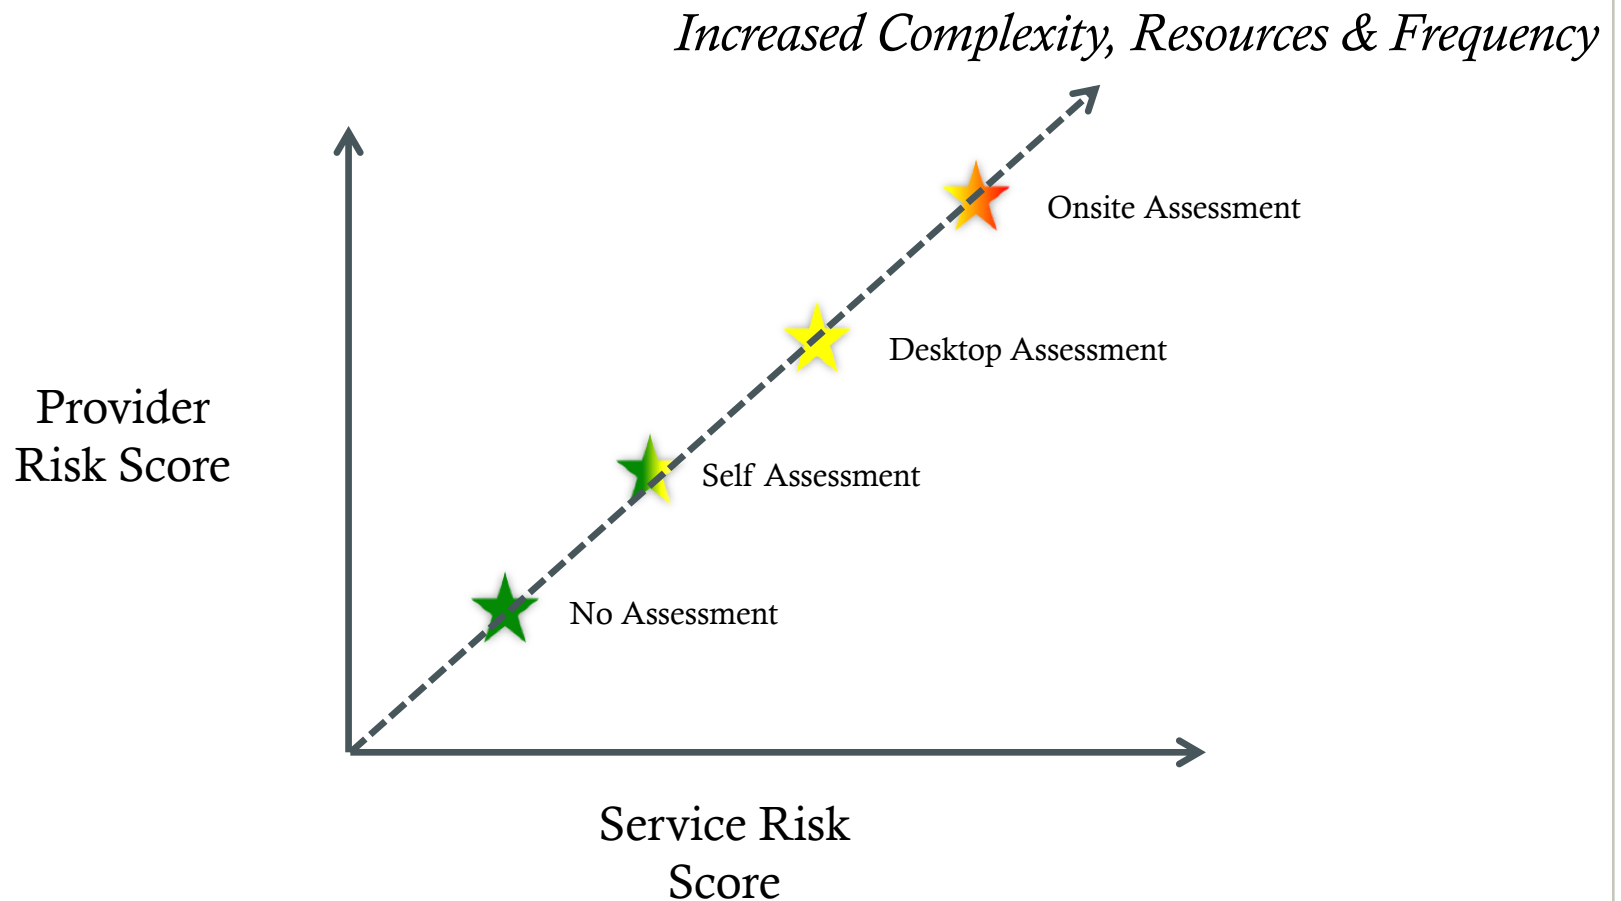 Increased Complexity, Resources & Frequency
Onsite Assessment
Desktop Assessment
Provider
Risk Score
Self Assessment
No Assessment
Service Risk
Score